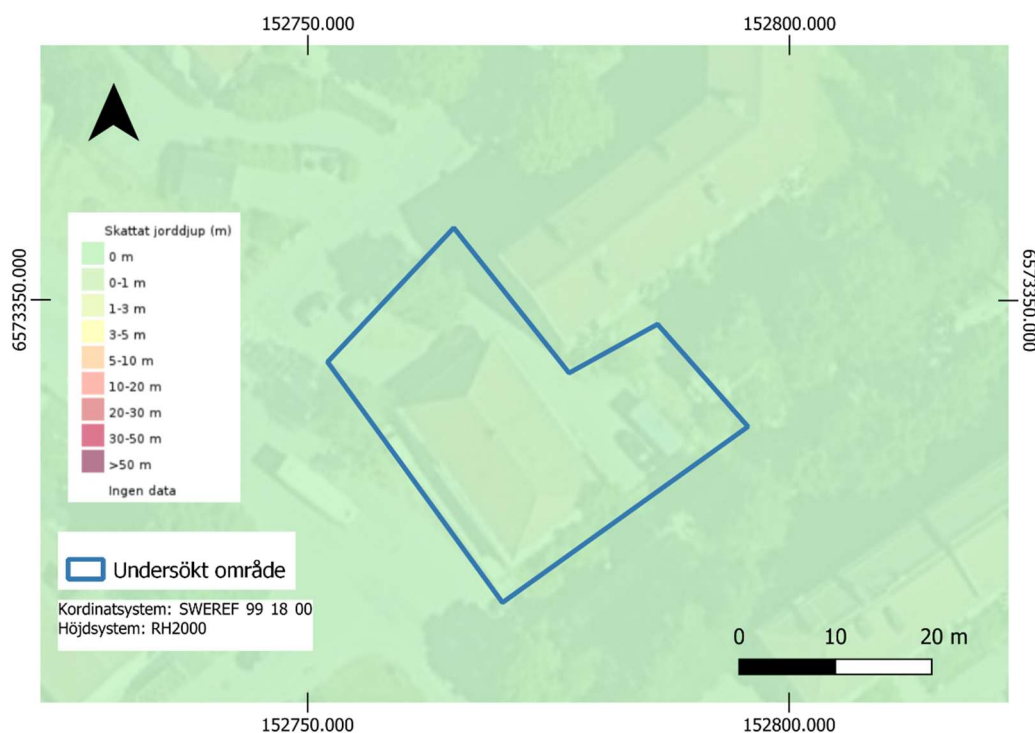 152750.000
152800.000
6573350.000
6573350.000
Skattat jorddjup (m)
0 m
0-1 m
1-3 m
3-5 m
5-10 m
10-20 m
20-30 m
30-50 m
>50 m
Ingen data
Undersökt område
Kordinatsystem: SWEREF 99 18 00
Höjdsystem: RH2000
0 10 20 m
152750.000
152800.000